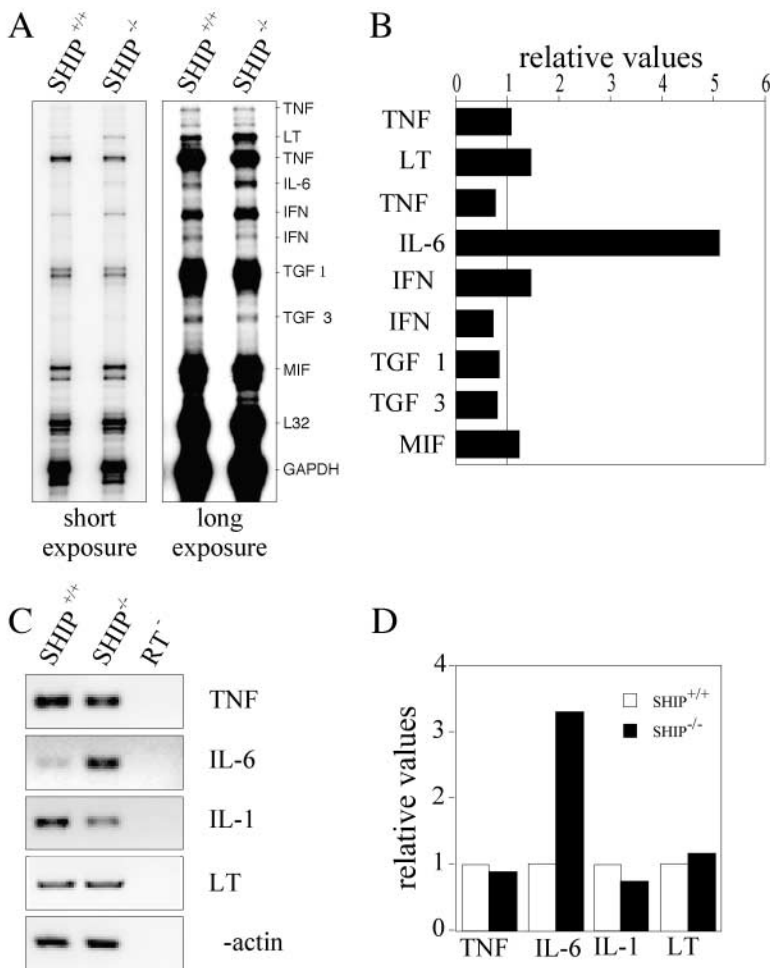 A
SHIP+/+
SHIP-/-
SHIP+/+
SHIP-/-
TNF
LT
TNF
IL-6
IFN
IFN
TGF 1
TGF 3
MIF
L32
GAPDH
short exposure
long exposure
B
relative values
0 1 2 3 4 5 6
TNF
LT
TNF
IL-6
IFN
IFN
TGF 1
TGF 3
MIF
C
SHIP+/+
SHIP-/-
RT-
TNF
IL-6
IL-1
LT
-actin
D
relative values
4
3
2
1
0
SHIP+/+
SHIP-/-
TNF IL-6 IL-1 LT